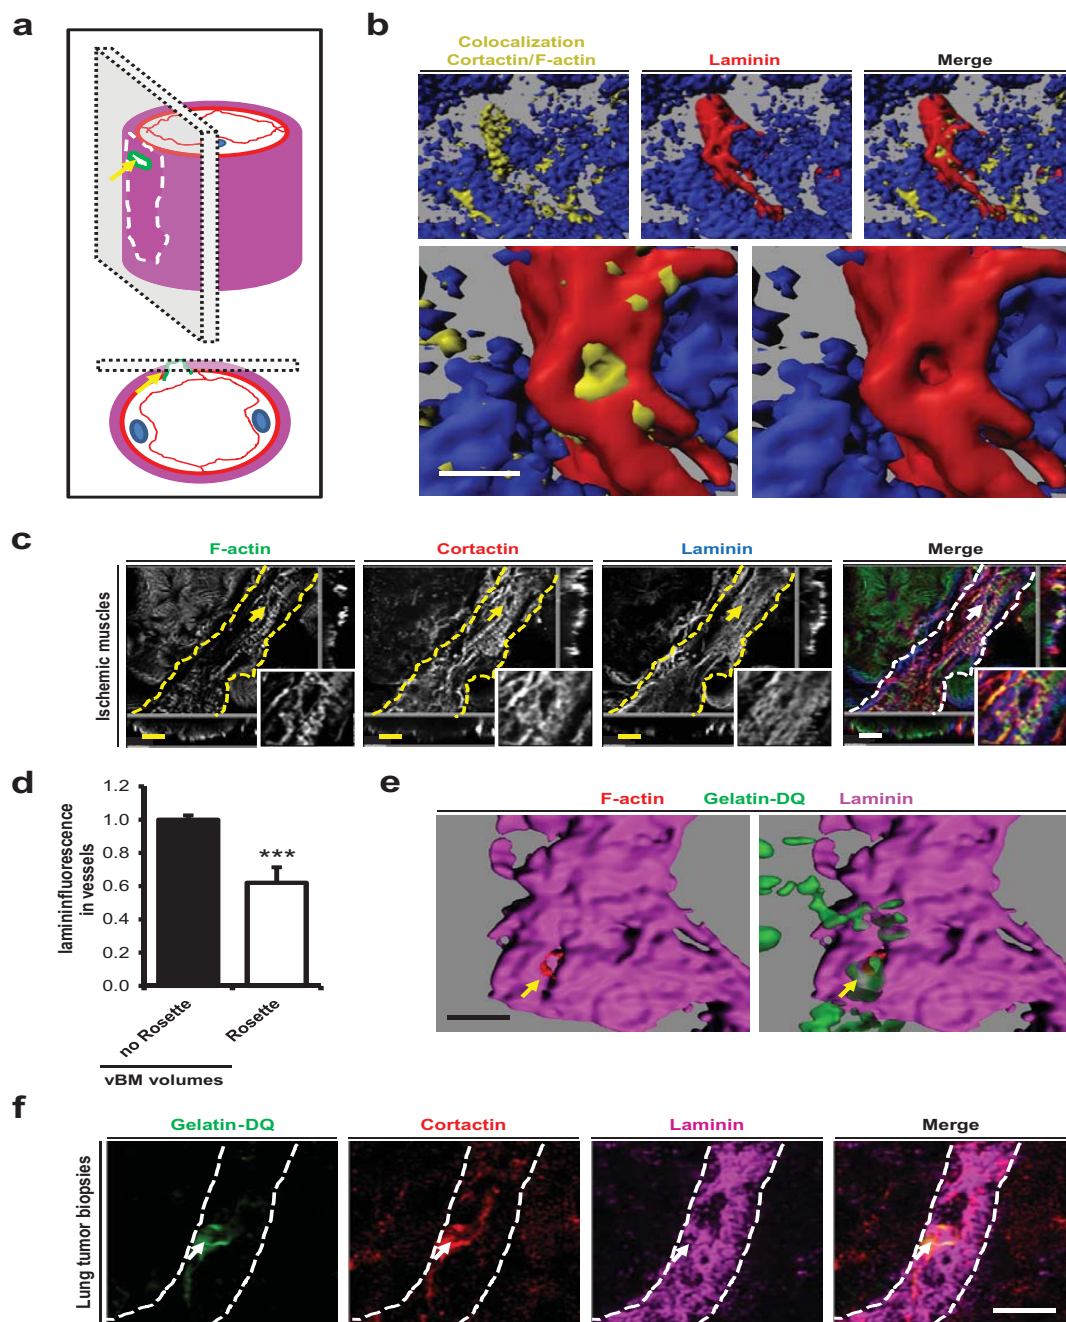 a
b
Colocalization
Cortactin/F-actin
Laminin
Merge
c
F-actin
Cortactin
Laminin
Merge
Ischemic muscles
d
lamininfluorescence
in vessels
1.2
1.0
0.8
0.6
0.4
0.2
0.0
***
no Rosette
Rosette
vBM volumes
e
F-actin Gelatin-DQ Laminin
f
Gelatin-DQ
Cortactin
Laminin
Merge
Lung tumor biopsies